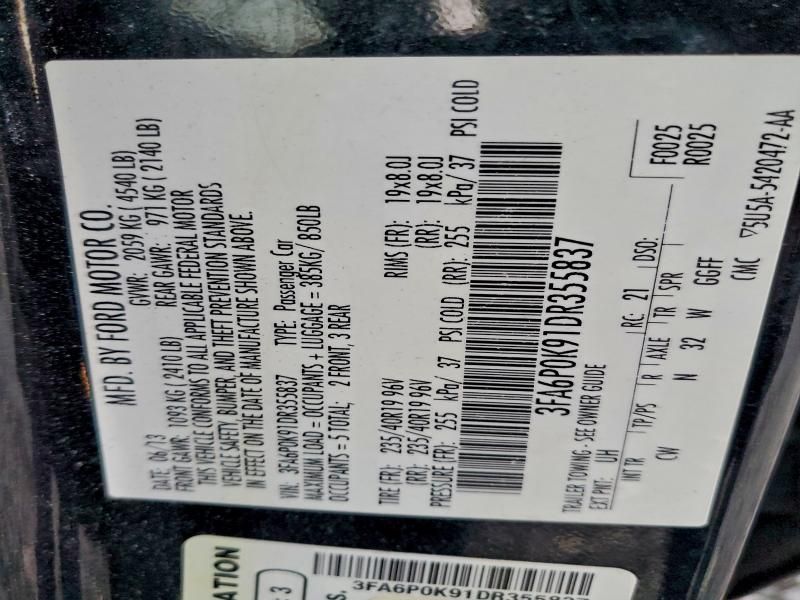 MFD. BY FORD MOTOR CO.
DATE: 06/13 GVWR: 2059 KG ( 4540 LB)
FRONT GAWR: 1093 KG ( 2410 LB) REAR GAWR: 971 KG ( 2140 LB)
THIS VEHICLE CONFORMS TO ALL APPLICABLE FEDERAL MOTOR
VEHICLE SAFETY, BUMPER, AND THEFT PREVENTION STANDARDS
IN EFFECT ON THE DATE OF MANUFACTURE SHOWN ABOVE.
VIN: 3FA6P0K91DR355837 TYPE: Passenger Car
MAXIMUM LOAD = OCCUPANTS + LUGGAGE = 385KG/ 850LB
OCCUPANTS = 5 TOTAL; 2 FRONT, 3 REAR
TIRE (FR): 235/40R19 96V RIMS (FR): 19x8.0J
(RR): 235/40R19 96V (RR): 19x8.0J
PRESSURE (FR): 255 kPa/ 37 PSI COLD (RR): 255 kPa/ 37 PSI COLD
3FA6P0K91DR355837
TRAILER TOWING - SEE OWNER GUIDE
EXT PNT: UH RC: 21 DSO: F0025
R0025
INT TR TP/PS R AXLE TR SPR
CW N 32 W GGFF
CMC ▽5U5A-5420472-AA
ATION
3
S.
3FA6P0K91DR355837